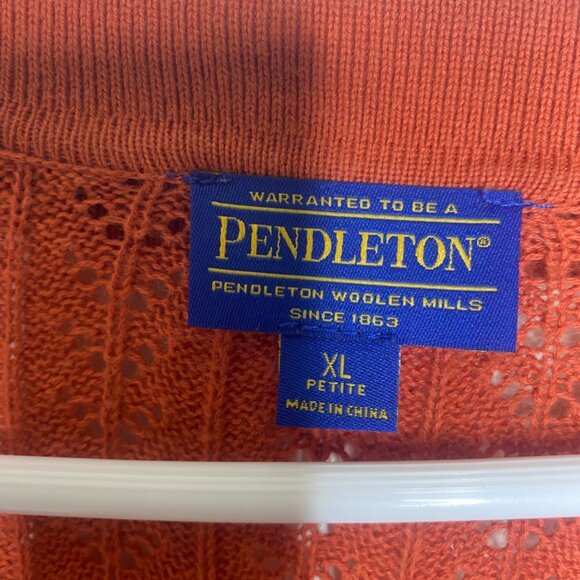 WARRANTED TO BE A
PENDLETON®
PENDLETON WOOLEN MILLS
SINCE 1863
XL
PETITE
MADE IN CHINA